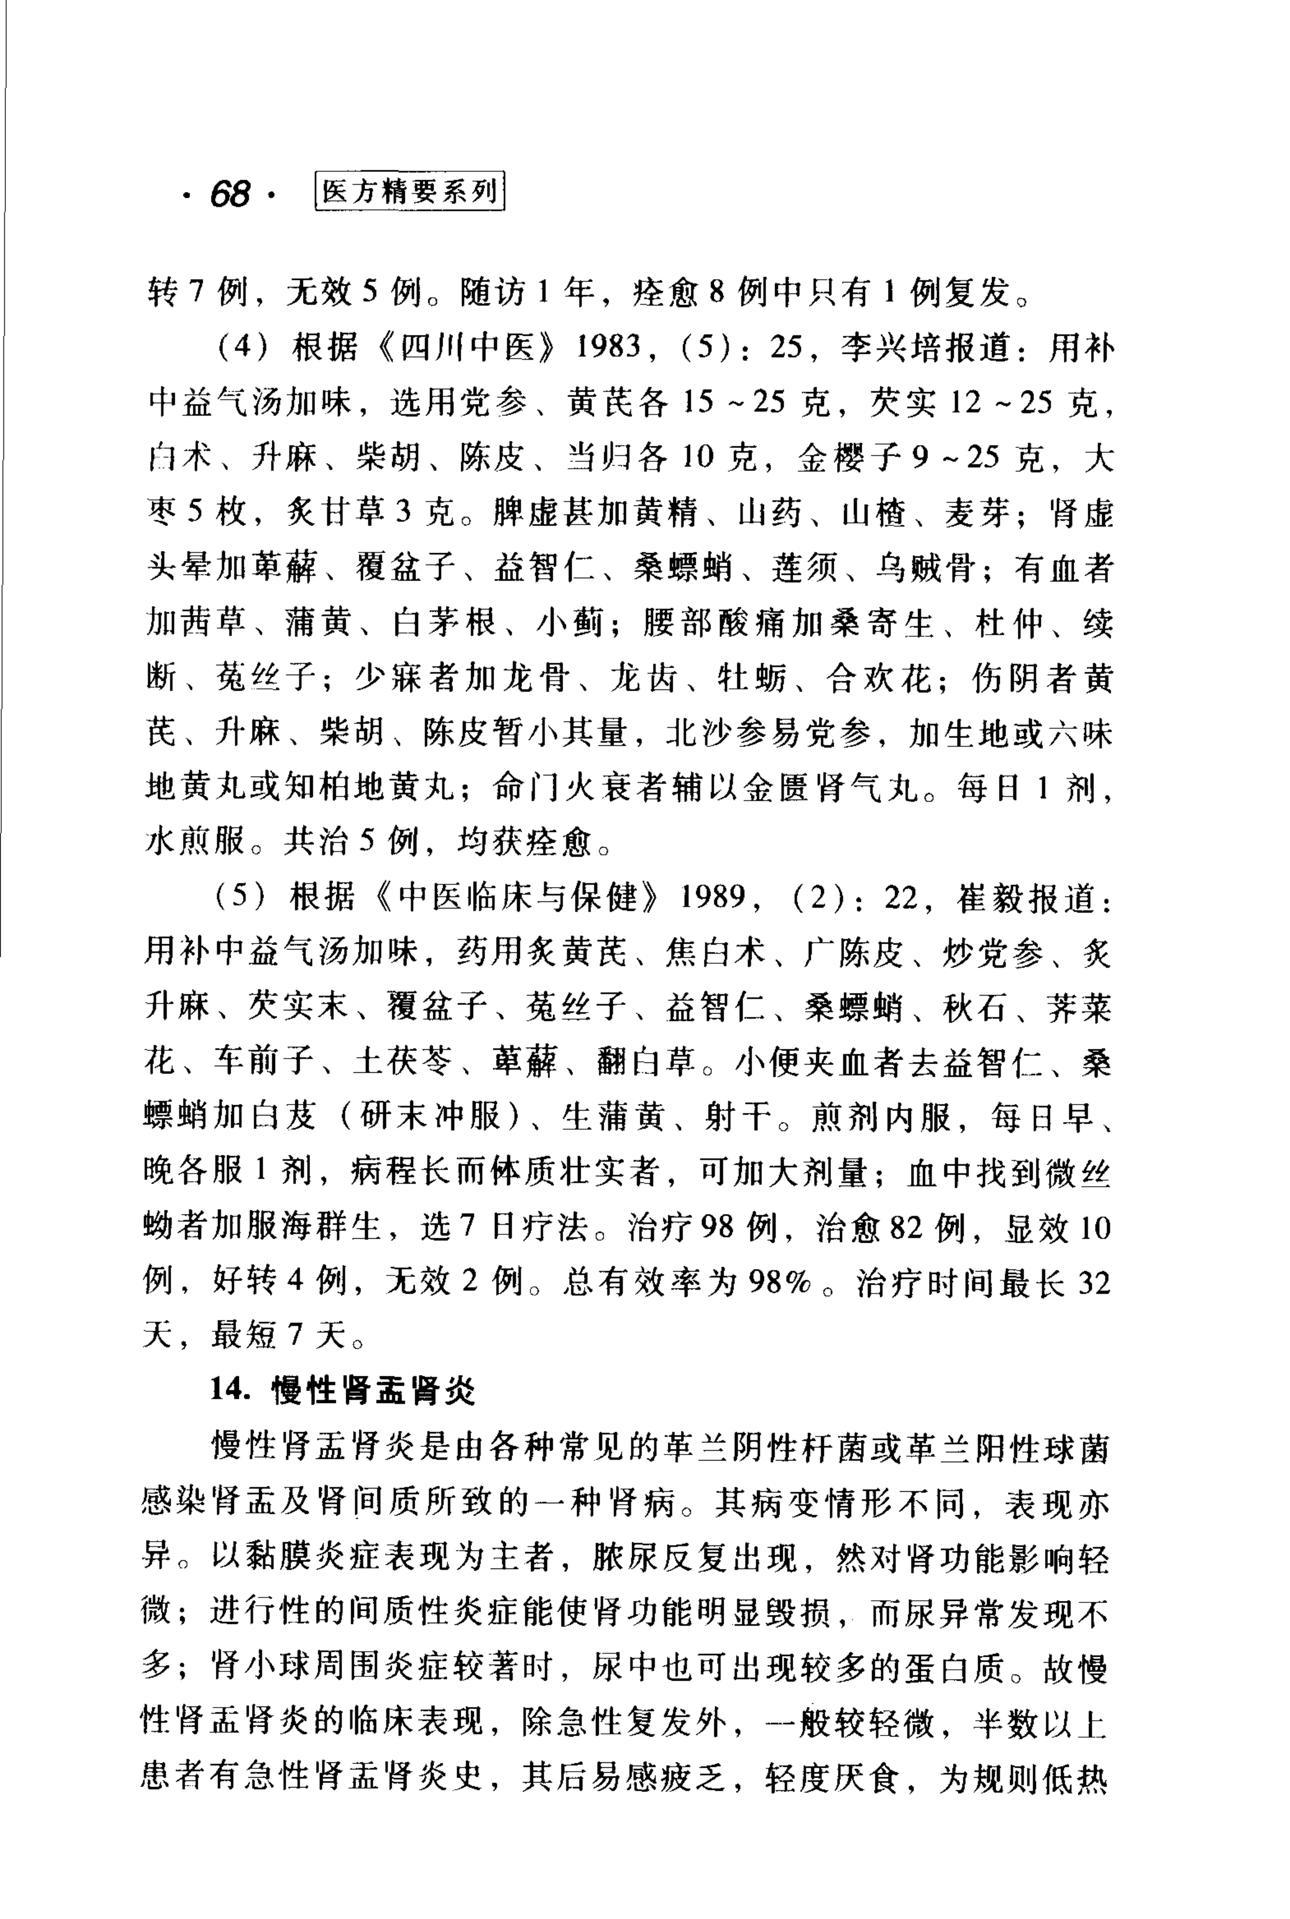 ·68· 医方精要系列
转7例，无效5例。随访1年，痊愈8例中只有1例复发。
（4）根据《四川中医》1983，（5）：25，李兴培报道：用补
中益气汤加味，选用党参、黄芪各15～25克，芡实12～25克，
白术、升麻、柴胡、陈皮、当归各10克，金樱子9～25克，大
枣5枚，炙甘草3克。脾虚甚加黄精、山药、山楂、麦芽；肾虚
头晕加萆薢、覆盆子、益智仁、桑螵蛸、莲须、乌贼骨；有血者
加茜草、蒲黄、白茅根、小蓟；腰部酸痛加桑寄生、杜仲、续
断、菟丝子；少寐者加龙骨、龙齿、牡蛎、合欢花；伤阴者黄
芪、升麻、柴胡、陈皮暂小其量，北沙参易党参，加生地或六味
地黄丸或知柏地黄丸；命门火衰者辅以金匮肾气丸。每日1剂，
水煎服。共治5例，均获痊愈。
（5）根据《中医临床与保健》1989，（2）：22，崔毅报道：
用补中益气汤加味，药用炙黄芪、焦白术、广陈皮、炒党参、炙
升麻、芡实末、覆盆子、菟丝子、益智仁、桑螵蛸、秋石、荠菜
花、车前子、土茯苓、萆薢、翻白草。小便夹血者去益智仁、桑
螵蛸加白芨（研末冲服）、生蒲黄、射干。煎剂内服，每日早、
晚各服1剂，病程长而体质壮实者，可加大剂量；血中找到微丝
蚴者加服海群生，选7日疗法。治疗98例，治愈82例，显效10
例，好转4例，无效2例。总有效率为98%。治疗时间最长32
天，最短7天。
14. 慢性肾盂肾炎
慢性肾盂肾炎是由各种常见的革兰阴性杆菌或革兰阳性球菌
感染肾盂及肾间质所致的一种肾病。其病变情形不同，表现亦
异。以黏膜炎症表现为主者，脓尿反复出现，然对肾功能影响轻
微；进行性的间质性炎症能使肾功能明显毁损，而尿异常发现不
多；肾小球周围炎症较著时，尿中也可出现较多的蛋白质。故慢
性肾盂肾炎的临床表现，除急性复发外，一般较轻微，半数以上
患者有急性肾盂肾炎史，其后易感疲乏，轻度厌食，为规则低热